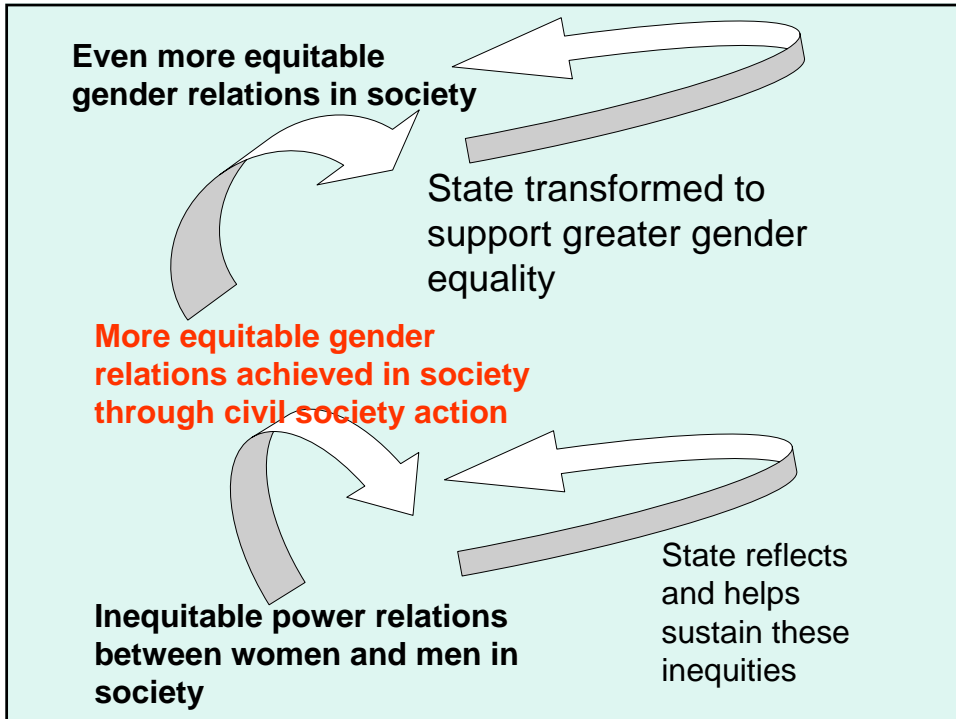 Even more equitable
gender relations in society
State transformed to
support greater gender
equality
More equitable gender
relations achieved in society
through civil society action
State reflects
and helps
sustain these
inequities
Inequitable power relations
between women and men in
society